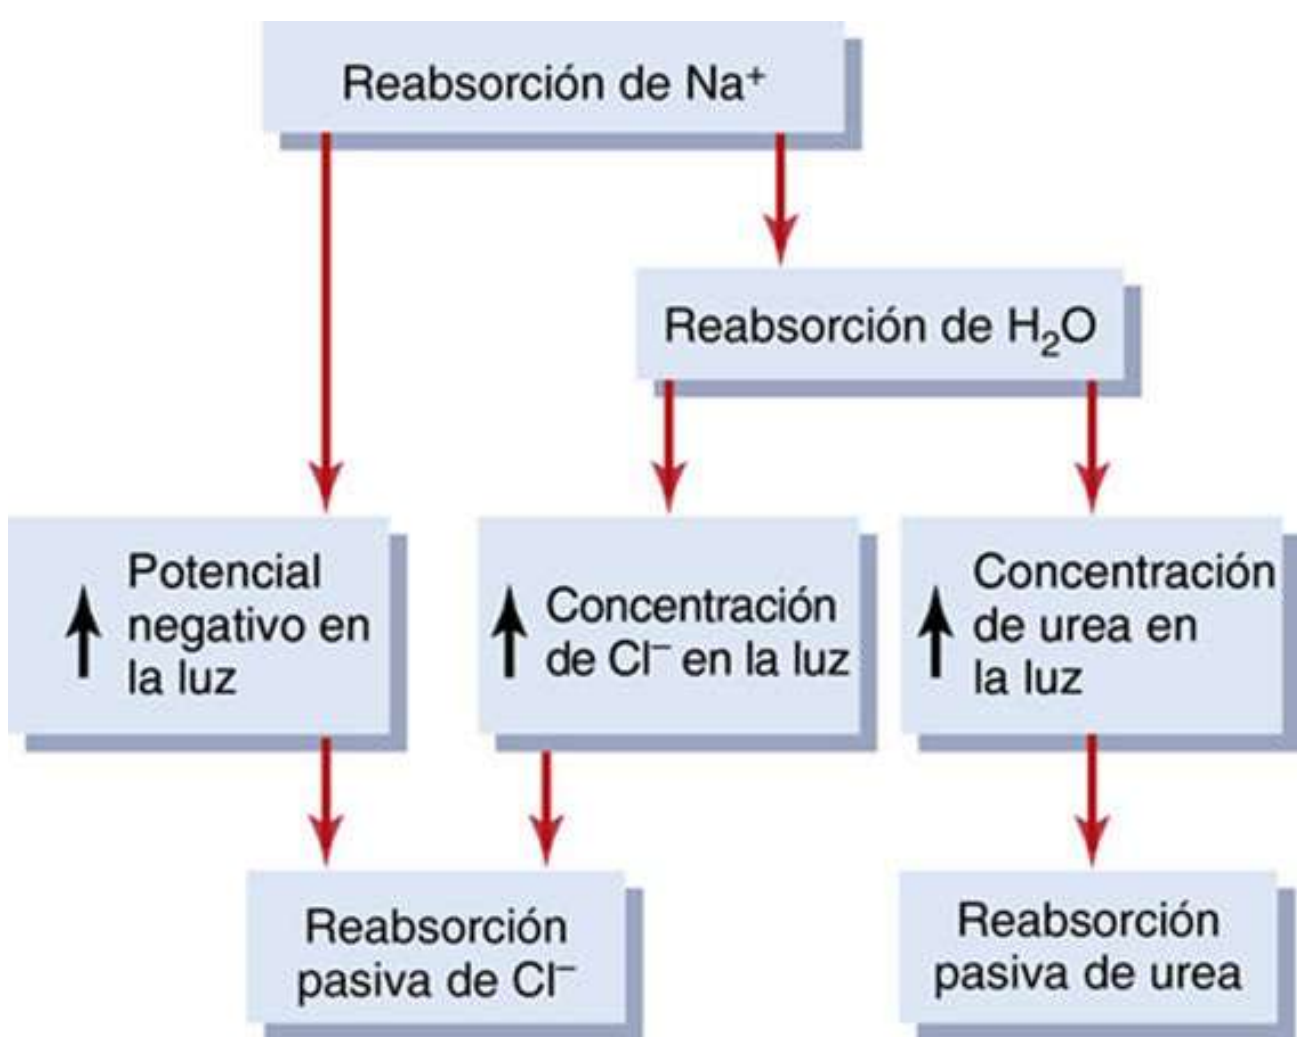 Reabsorción de Na⁺
Reabsorción de H₂O
Potencial
negativo en
la luz
Concentración
de Cl⁻ en la luz
Concentración
de urea en
la luz
Reabsorción
pasiva de Cl⁻
Reabsorción
pasiva de urea